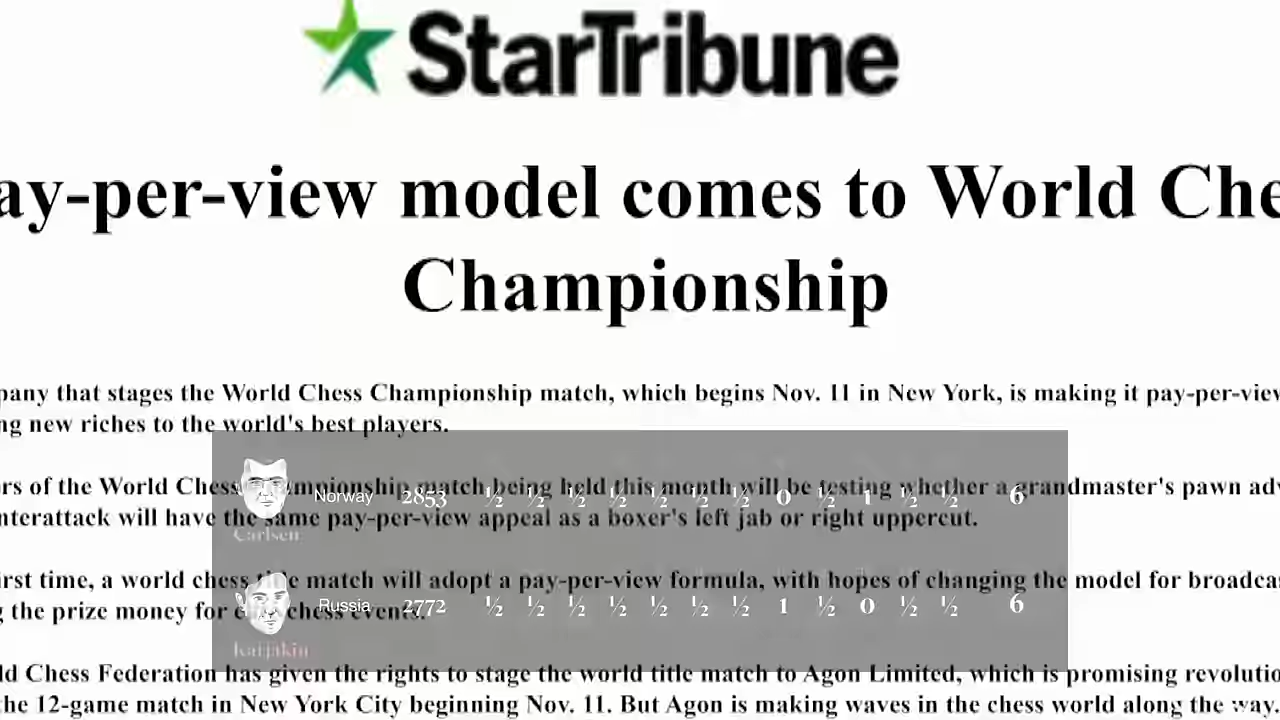 StarTribune
ay-per-view model comes to World Che
Championship
pany that stages the World Chess Championship match, which begins Nov. 11 in New York, is making it pay-per-view
ng new riches to the world's best players.
rs of the World Chess Championship match being held this month will be testing whether a grandmaster's pawn adv
Norway 2853 ½ ½ ½ ½ ½ ½ ½ 0 ½ 1 ½ ½ 6
nterattack will have the same pay-per-view appeal as a boxer's left jab or right uppercut.
Carlsen
irst time, a world chess title match will adopt a pay-per-view formula, with hopes of changing the model for broadcas
Russia 2772 ½ ½ ½ ½ ½ ½ ½ 1 ½ 0 ½ ½ 6
g the prize money for chess events.
Karjakin
ld Chess Federation has given the rights to stage the world title match to Agon Limited, which is promising revolutio
he 12-game match in New York City beginning Nov. 11. But Agon is making waves in the chess world along the way.